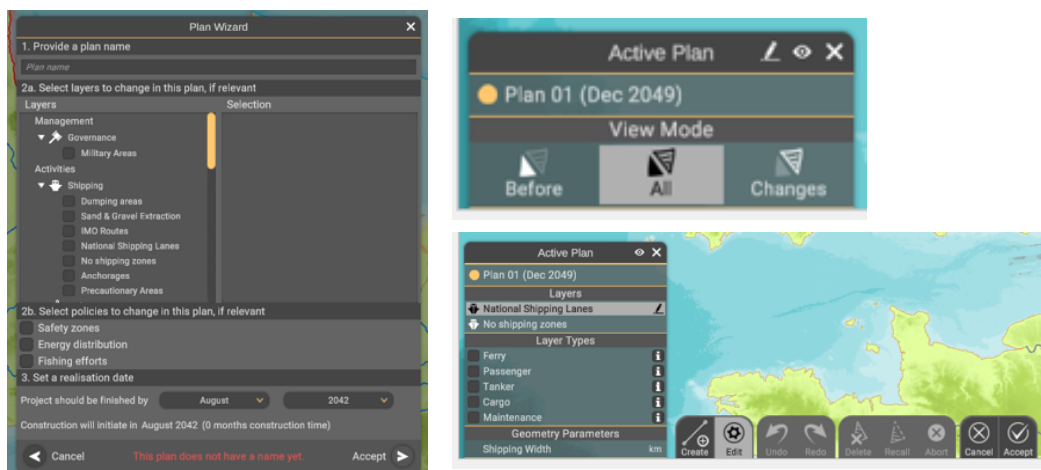 Plan Wizard
1. Provide a plan name
Plan name
2a. Select layers to change in this plan, if relevant
Layers Selection
Management
Governance
Military Areas
Activities
Shipping
Dumping areas
Sand & Gravel Extraction
IMO Routes
National Shipping Lanes
No shipping zones
Anchorages
Precautionary Areas
2b. Select policies to change in this plan, if relevant
Safety zones
Energy distribution
Fishing efforts
3. Set a realisation date
Project should be finished by August 2042
Construction will initiate in August 2042 (0 months construction time)
Cancel This plan does not have a name yet. Accept
Active Plan
Plan 01 (Dec 2049)
View Mode
Before All Changes
Active Plan
Plan 01 (Dec 2049)
Layers
National Shipping Lanes
No shipping zones
Layer Types
Ferry
Passenger
Tanker
Cargo
Maintenance
Geometry Parameters
Shipping Width km
Create Edit Undo Redo Delete Recall Abort Cancel Accept